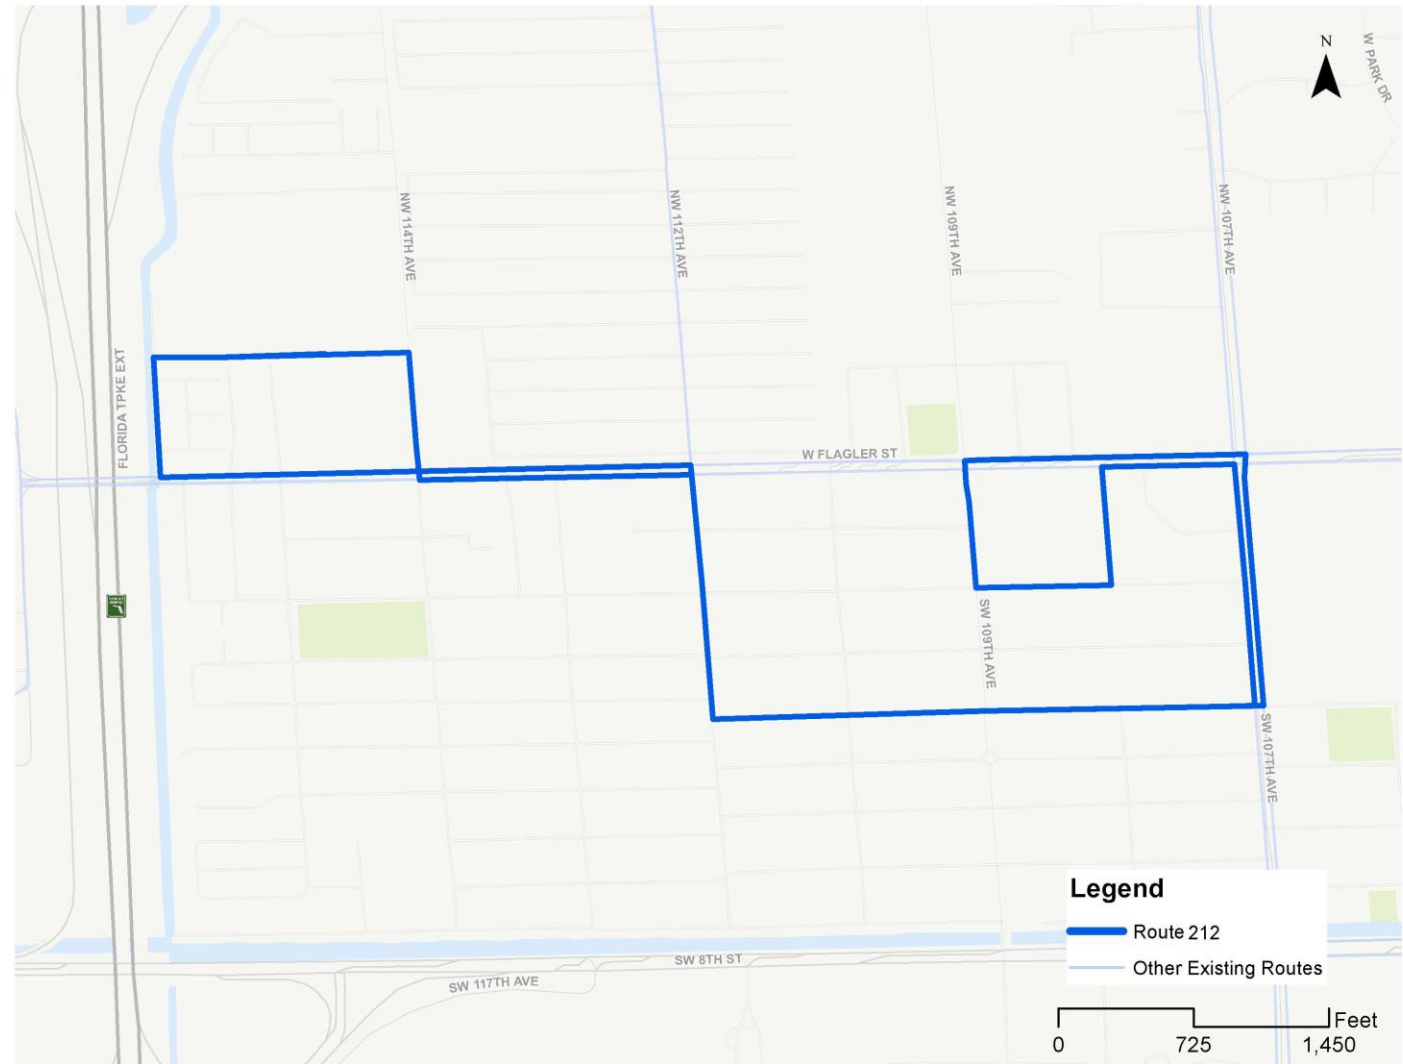 N
W PARK DR
NW 114TH AVE
NW 112TH AVE
NW 109TH AVE
NW 107TH AVE
FLORIDA TPKE EXT
W FLAGLER ST
SW 109TH AVE
SW 107TH AVE
SW 8TH ST
SW 117TH AVE
Legend
Route 212
Other Existing Routes
Feet
0 725 1,450